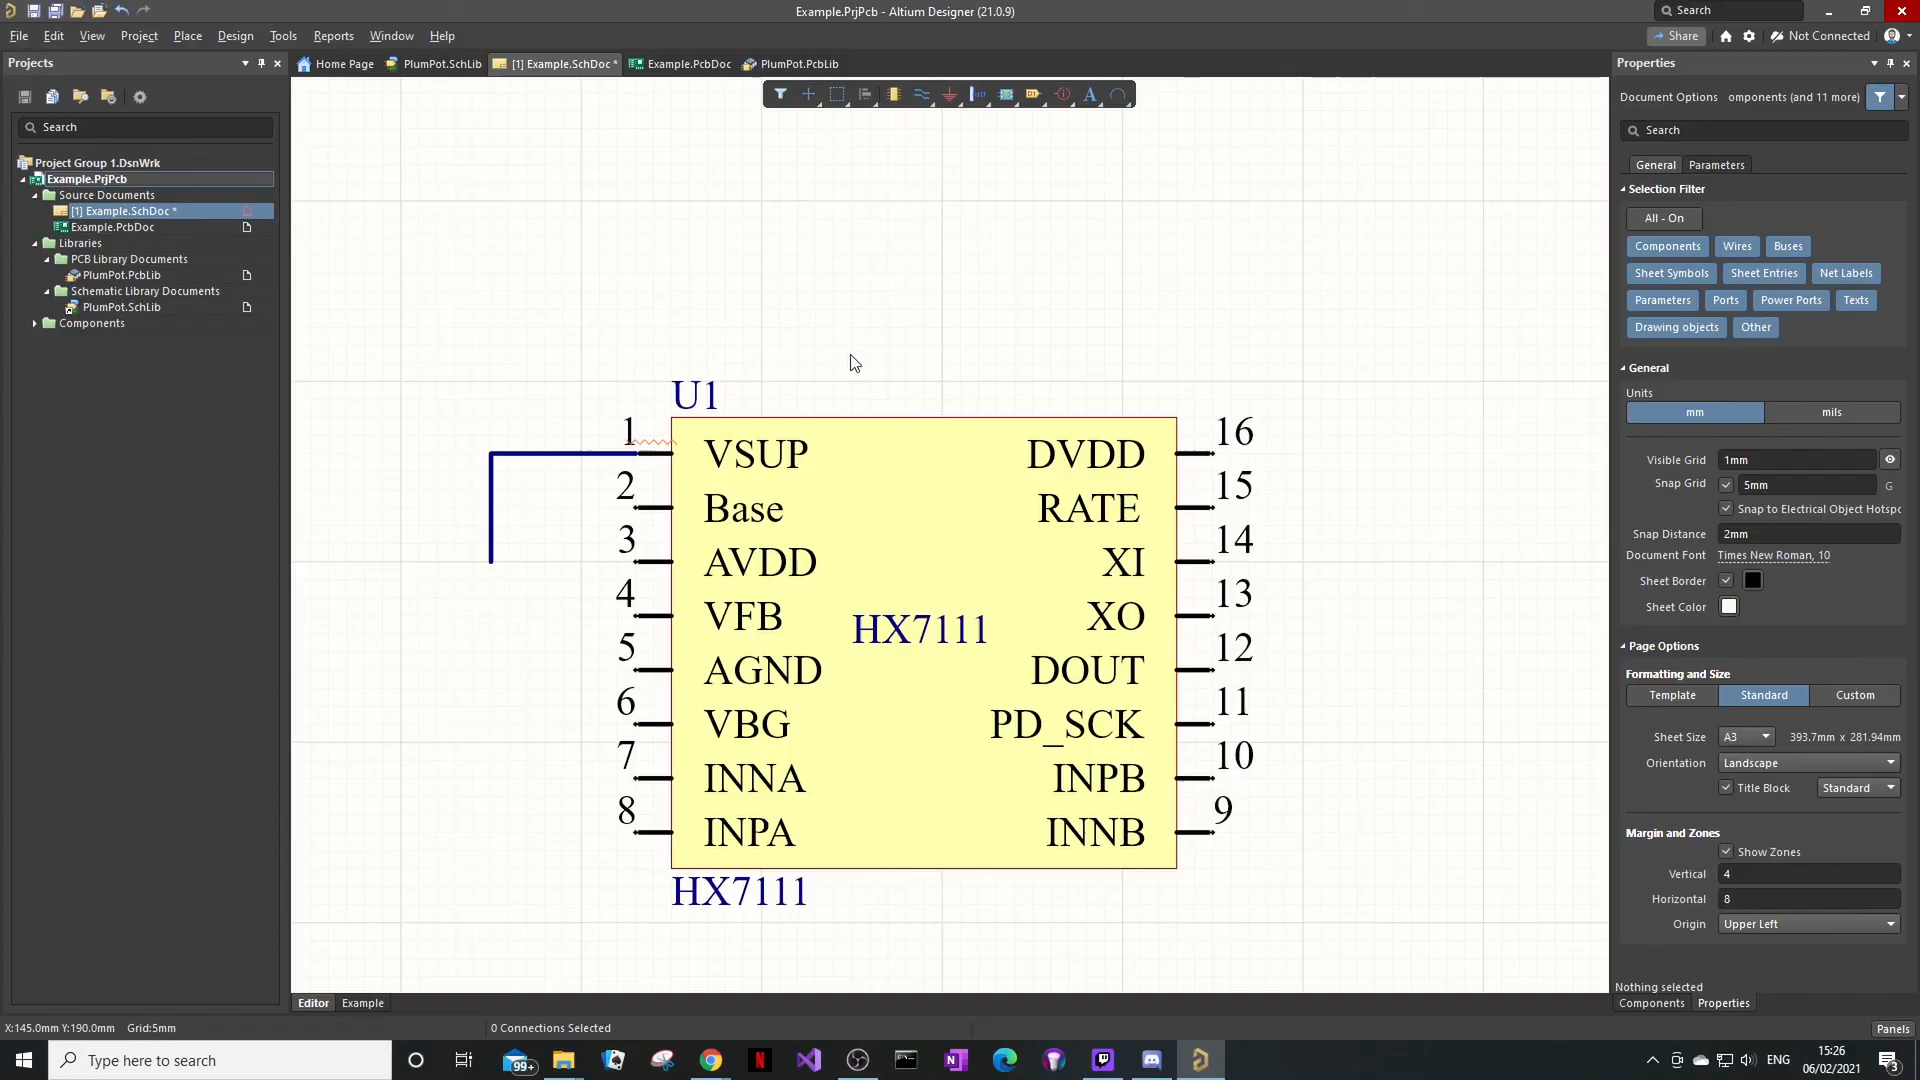 Example.PrjPcb - Altium Designer (21.0.9)
Search
File Edit View Project Place Design Tools Reports Window Help
Share
Not Connected
Projects
Home Page PlumPot.SchLib [1] Example.SchDoc * Example.PcbDoc PlumPot.PcbLib
Properties
Document Options omponents (and 11 more)
Search
Search
Project Group 1.DsnWrk
Example.PrjPcb
Source Documents
[1] Example.SchDoc *
Example.PcbDoc
Libraries
PCB Library Documents
PlumPot.PcbLib
Schematic Library Documents
PlumPot.SchLib
Components
U1
1 VSUP DVDD 16
2 Base RATE 15
3 AVDD XI 14
4 VFB XO 13
HX7111
5 AGND DOUT 12
6 VBG PD_SCK 11
7 INNA INPB 10
8 INPA INNB 9
HX7111
General Parameters
Selection Filter
All - On
Components Wires Buses
Sheet Symbols Sheet Entries Net Labels
Parameters Ports Power Ports Texts
Drawing objects Other
General
Units
mm mils
Visible Grid 1mm
Snap Grid 5mm G
Snap to Electrical Object Hotspo
Snap Distance 2mm
Document Font Times New Roman, 10
Sheet Border
Sheet Color
Page Options
Formatting and Size
Template Standard Custom
Sheet Size A3 393.7mm x 281.94mm
Orientation Landscape
Title Block Standard
Margin and Zones
Show Zones
Vertical 4
Horizontal 8
Origin Upper Left
Nothing selected
Components Properties
Editor Example
X:145.0mm Y:190.0mm Grid:5mm
0 Connections Selected
Panels
Type here to search
99+
ENG
15:26
06/02/2021
3